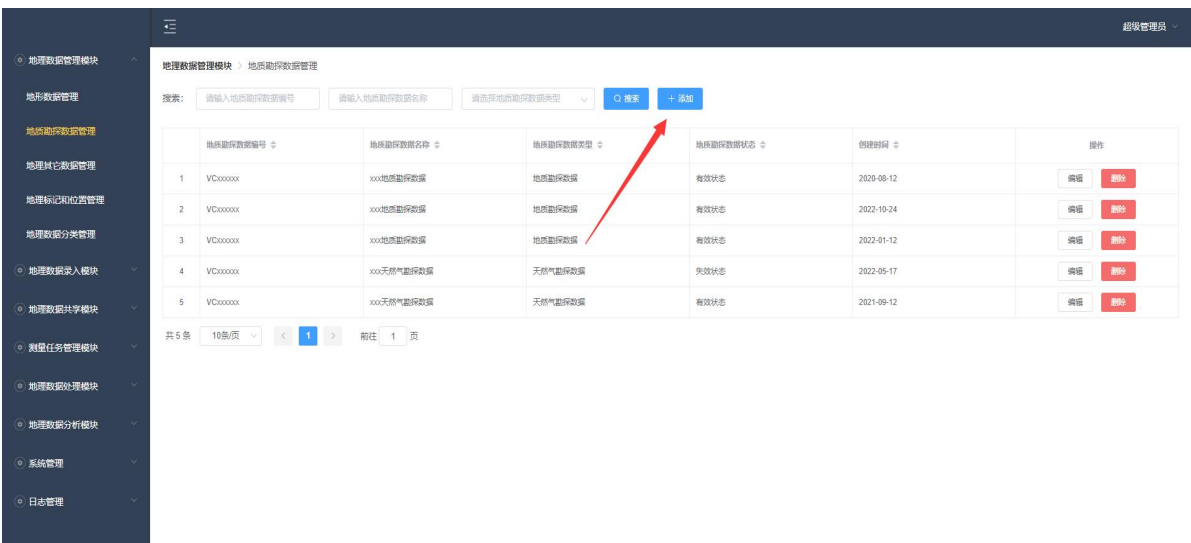 超级管理员
地理数据管理模块
地形数据管理
地质勘探数据管理
地理其它数据管理
地理标记和位置管理
地理数据分类管理
地理数据录入模块
地理数据共享模块
测量任务管理模块
地理数据处理模块
地理数据分析模块
系统管理
日志管理
地理数据管理模块 > 地质勘探数据管理
搜索: 请输入地质勘探数据编号 请输入地质勘探数据名称 请选择地质勘探数据类型 搜索 + 添加
地质勘探数据编号 地质勘探数据名称 地质勘探数据类型 地质勘探数据状态 创建时间 操作
1 VCxxxxxx xxx地质勘探数据 地质勘探数据 有效状态 2020-08-12 编辑 删除
2 VCxxxxxx xxx地质勘探数据 地质勘探数据 有效状态 2022-10-24 编辑 删除
3 VCxxxxxx xxx地质勘探数据 地质勘探数据 有效状态 2022-01-12 编辑 删除
4 VCxxxxxx xxx天然气勘探数据 天然气勘探数据 失效状态 2022-05-17 编辑 删除
5 VCxxxxxx xxx天然气勘探数据 天然气勘探数据 有效状态 2021-09-12 编辑 删除
共 5 条 10条/页 < 1 > 前往 1 页